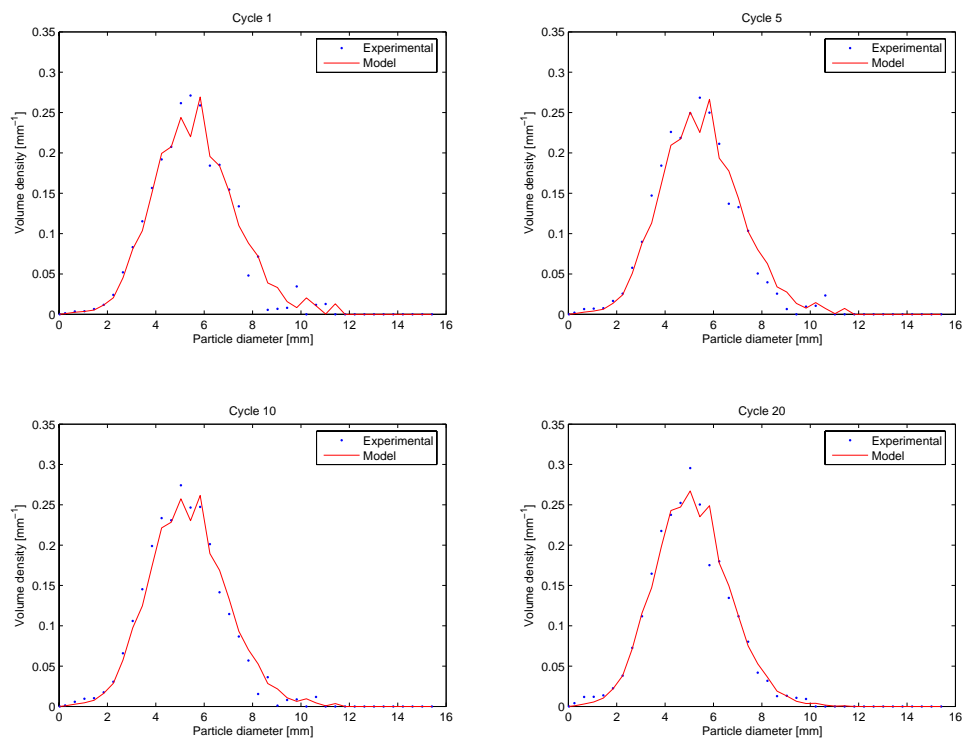 Cycle 1
0.35
0.3
0.25
0.2
0.15
0.1
0.05
0
Volume density [mm⁻¹]
Experimental
Model
0 2 4 6 8 10 12 14 16
Particle diameter [mm]
Cycle 5
0.35
0.3
0.25
0.2
0.15
0.1
0.05
0
Volume density [mm⁻¹]
Experimental
Model
0 2 4 6 8 10 12 14 16
Particle diameter [mm]
Cycle 10
0.35
0.3
0.25
0.2
0.15
0.1
0.05
0
Volume density [mm⁻¹]
Experimental
Model
0 2 4 6 8 10 12 14 16
Particle diameter [mm]
Cycle 20
0.35
0.3
0.25
0.2
0.15
0.1
0.05
0
Volume density [mm⁻¹]
Experimental
Model
0 2 4 6 8 10 12 14 16
Particle diameter [mm]